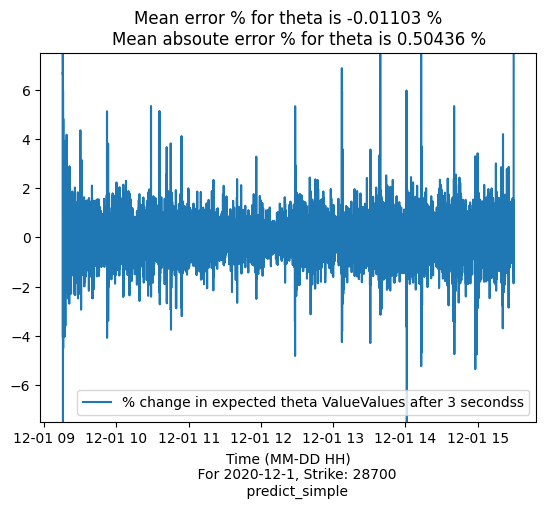 Mean error % for theta is -0.01103 %
Mean absoute error % for theta is 0.50436 %
6
4
2
0
−2
−4
−6
% change in expected theta ValueValues after 3 secondss
12-01 09 12-01 10 12-01 11 12-01 12 12-01 13 12-01 14 12-01 15
Time (MM-DD HH)
For 2020-12-1, Strike: 28700
predict_simple